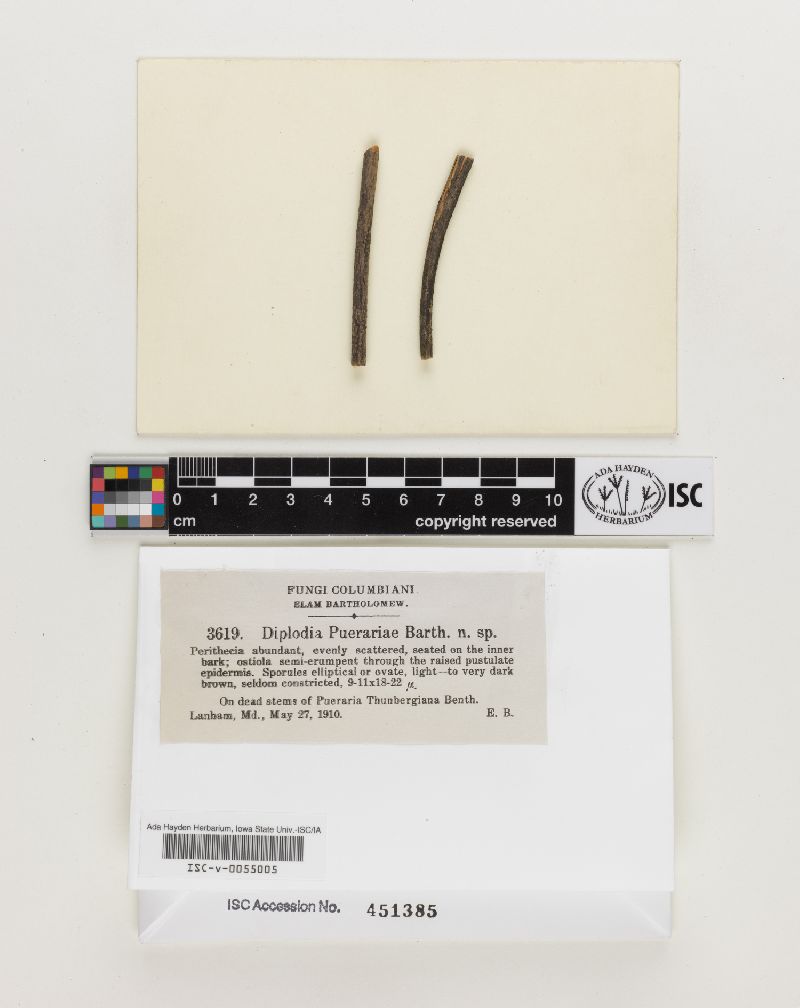 0 1 2 3 4 5 6 7 8 9 10
cm copyright reserved
ADA HAYDEN
HERBARIUM
ISC
FUNGI COLUMBIANI.
ELAM BARTHOLOMEW.
3619. Diplodia Puerariae Barth. n. sp.
Perithecia abundant, evenly scattered, seated on the inner
bark; ostiola semi-erumpent through the raised pustulate
epidermis. Sporules elliptical or ovate, light—to very dark
brown, seldom constricted, 9-11x18-22 µ.
On dead stems of Pueraria Thunbergiana Benth.
Lanham, Md., May 27, 1910. E. B.
Ada Hayden Herbarium, Iowa State Univ.-ISC/IA
ISC-v-0055005
ISC Accession No. 451385